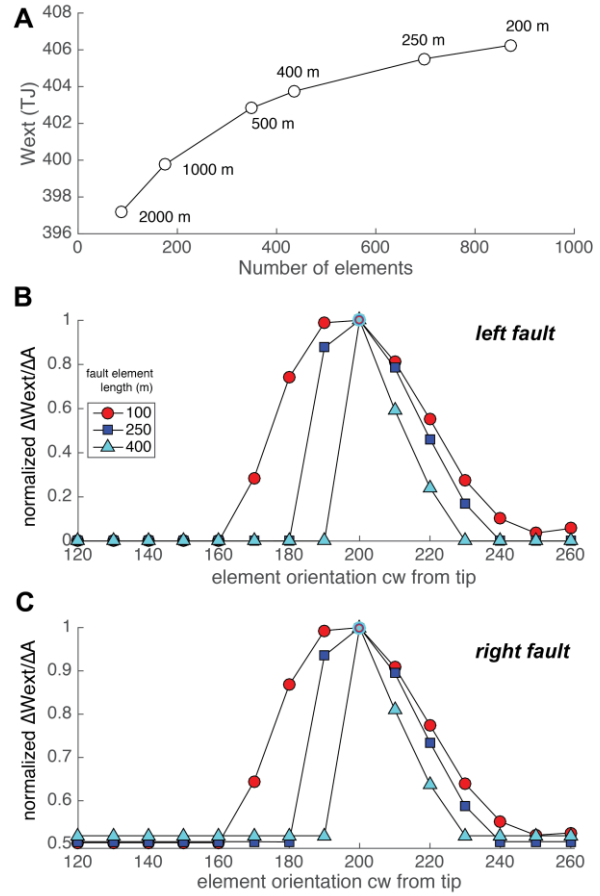 A
408
406
404
402
400
398
396
Wext (TJ)
2000 m
1000 m
500 m
400 m
250 m
200 m
0
200
400
600
800
1000
Number of elements
B
1
0.8
0.6
0.4
0.2
0
normalized ΔWext/ΔA
left fault
fault element
length (m)
100
250
400
120
140
160
180
200
220
240
260
element orientation cw from tip
C
1
0.9
0.8
0.7
0.6
0.5
normalized ΔWext/ΔA
right fault
120
140
160
180
200
220
240
260
element orientation cw from tip